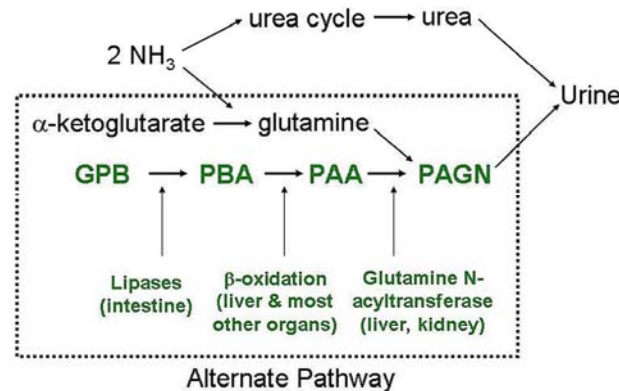 urea cycle → urea
2 NH₃
Urine
α-ketoglutarate → glutamine
GPB → PBA → PAA → PAGN
Lipases
(intestine)
β-oxidation
(liver & most
other organs)
Glutamine N-
acyltransferase
(liver, kidney)
Alternate Pathway